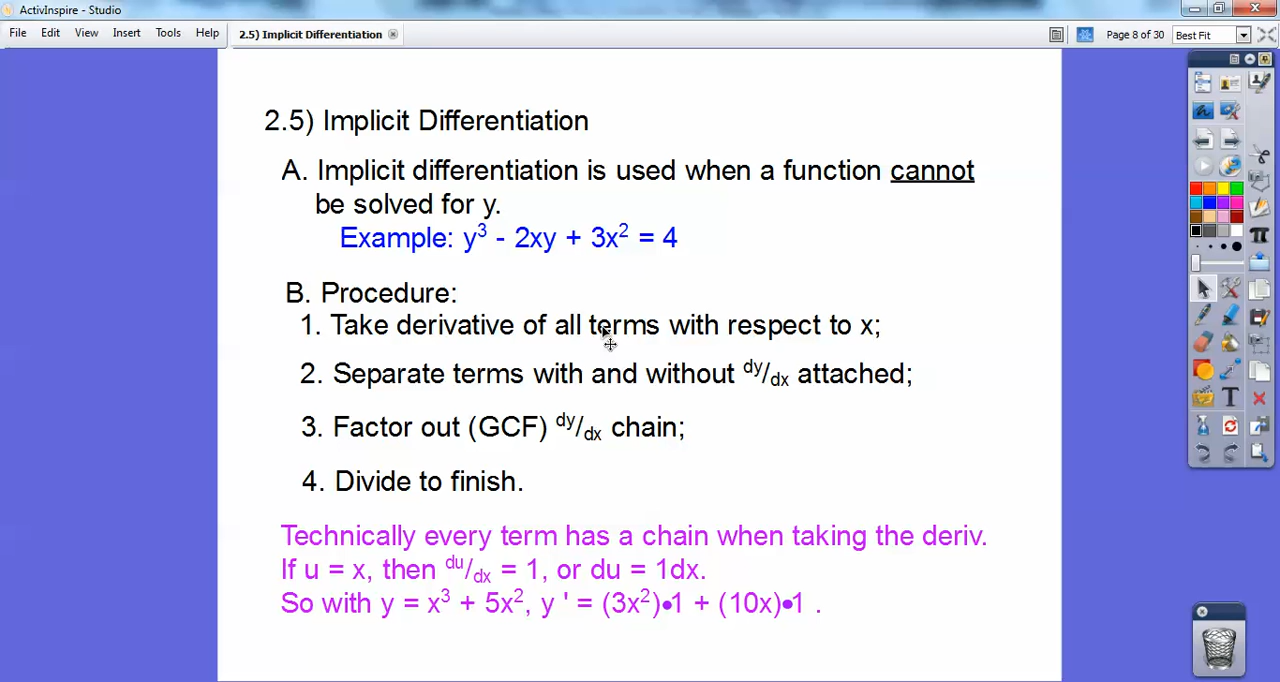 ActivInspire - Studio
File Edit View Insert Tools Help
2.5) Implicit Differentiation
Page 8 of 30
Best Fit
2.5) Implicit Differentiation
A. Implicit differentiation is used when a function cannot
be solved for y.
Example: y³ - 2xy + 3x² = 4
B. Procedure:
1. Take derivative of all terms with respect to x;
2. Separate terms with and without dy/dx attached;
3. Factor out (GCF) dy/dx chain;
4. Divide to finish.
Technically every term has a chain when taking the deriv.
If u = x, then du/dx = 1, or du = 1dx.
So with y = x³ + 5x², y ' = (3x²)•1 + (10x)•1 .